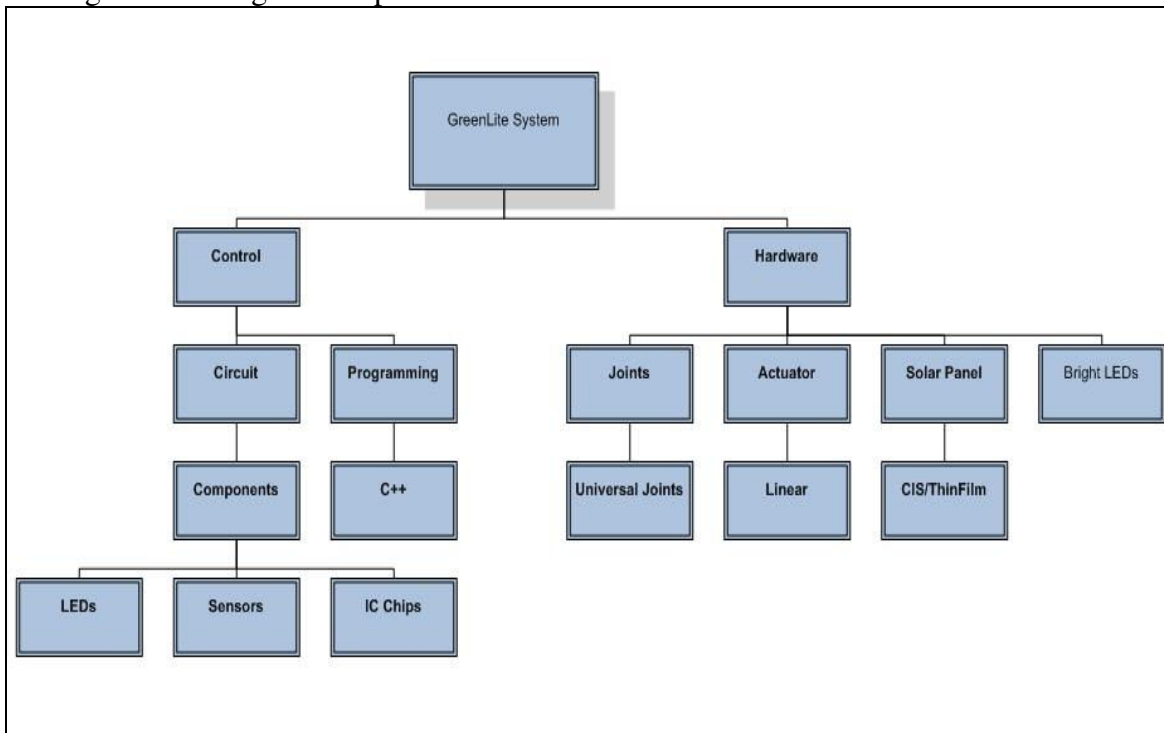 GreenLite System
Control
Hardware
Circuit
Programming
Joints
Actuator
Solar Panel
Bright LEDs
Components
C++
Universal Joints
Linear
CIS/ThinFilm
LEDs
Sensors
IC Chips